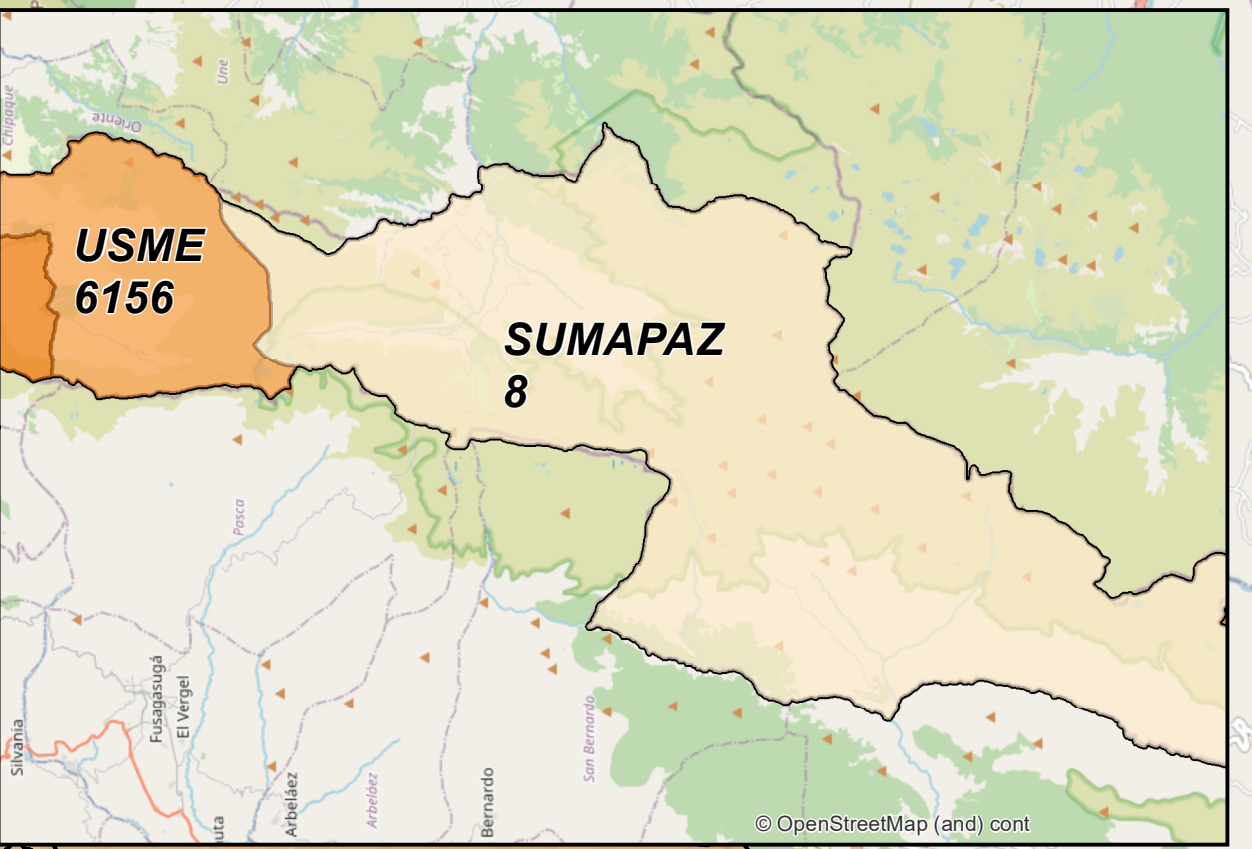 Une
Chipaque
Oriente
USME
6156
SUMAPAZ
8
Pasca
Fusagasugá
El Vergel
Silvania
San Bernardo
Arbeláez
Arbeláez
Bernardo
uta
© OpenStreetMap (and) cont